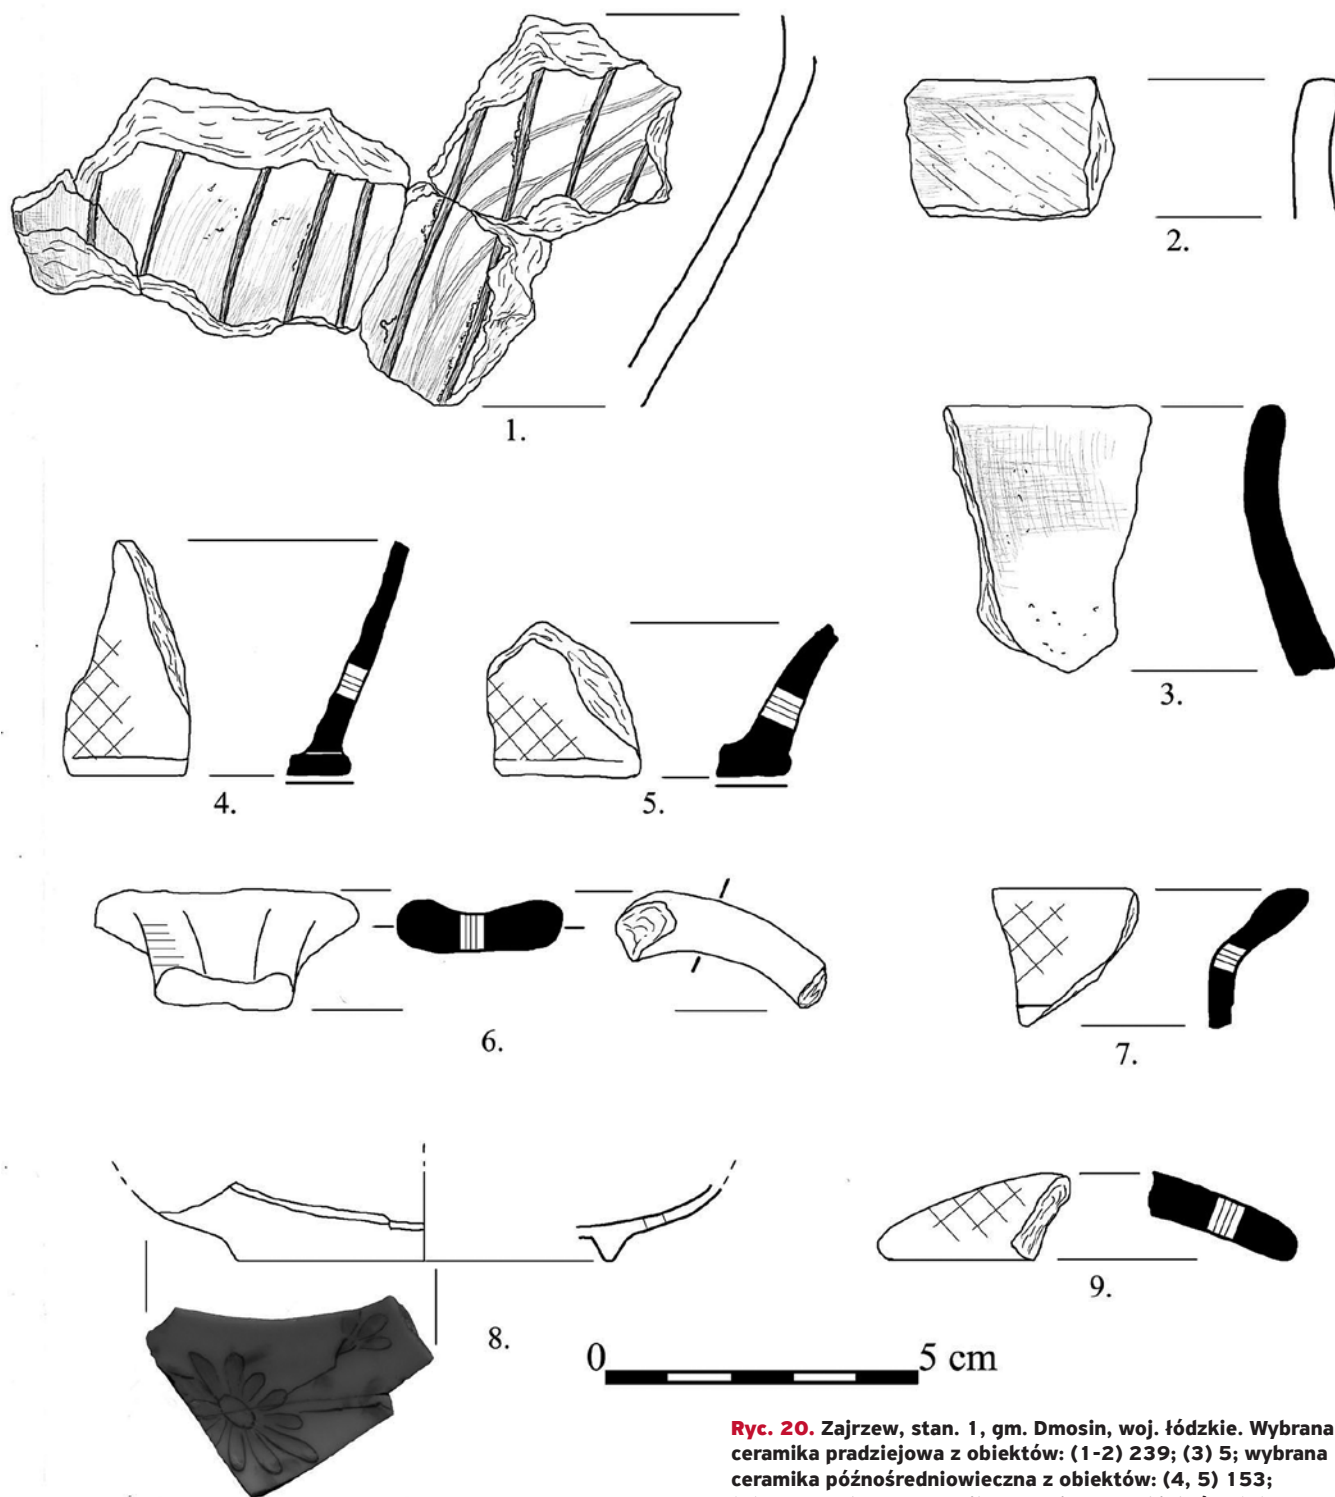 1.
2.
3.
4.
5.
6.
7.
8.
9.
0 5 cm
Ryc. 20. Zajrzew, stan. 1, gm. Dmosin, woj. łódzkie. Wybrana
ceramika pradziejowa z obiektów: (1-2) 239; (3) 5; wybrana
ceramika późnośredniowieczna z obiektów: (4, 5) 153;